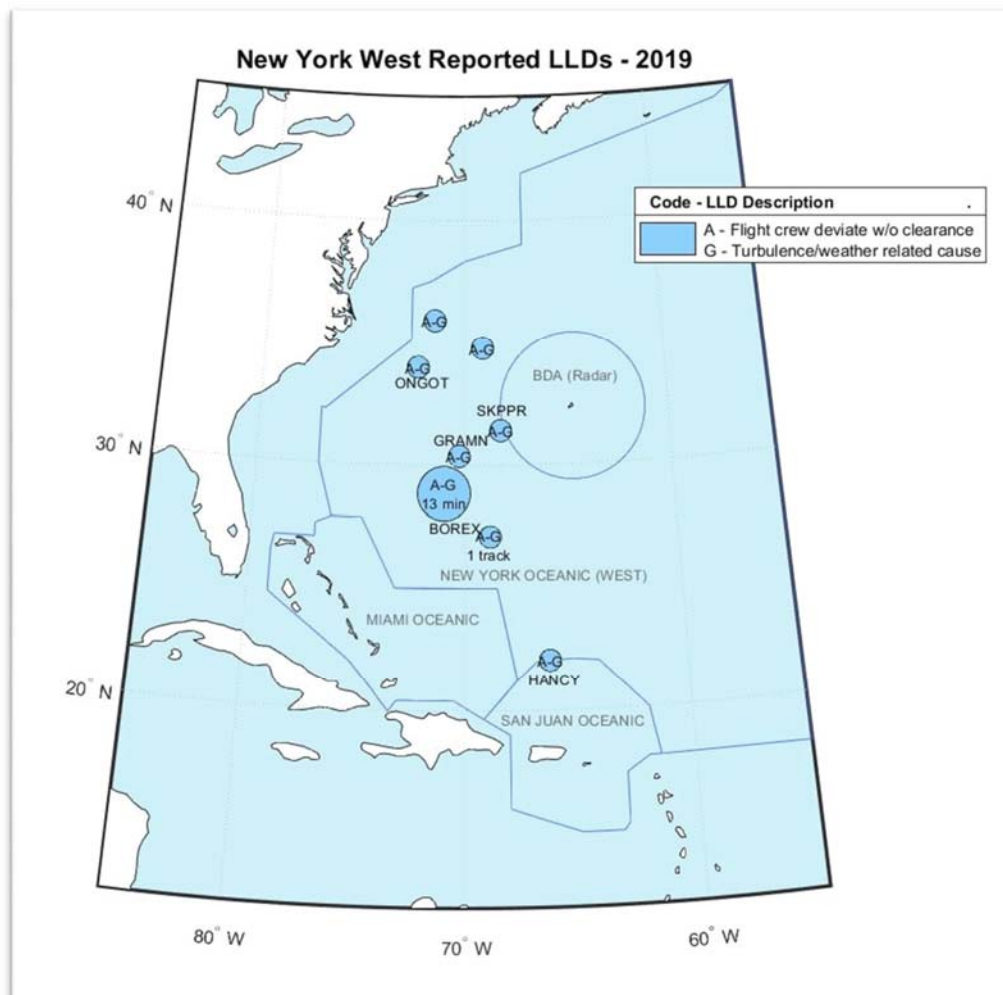 New York West Reported LLDs - 2019
40° N
Code - LLD Description .
A - Flight crew deviate w/o clearance
G - Turbulence/weather related cause
A-G
A-G
A-G
ONGOT
BDA (Radar)
SKPPR
A-G
GRAMN
A-G
30° N
A-G
13 min
BOREX
A-G
1 track
NEW YORK OCEANIC (WEST)
MIAMI OCEANIC
A-G
HANCY
20° N
SAN JUAN OCEANIC
80° W
70° W
60° W